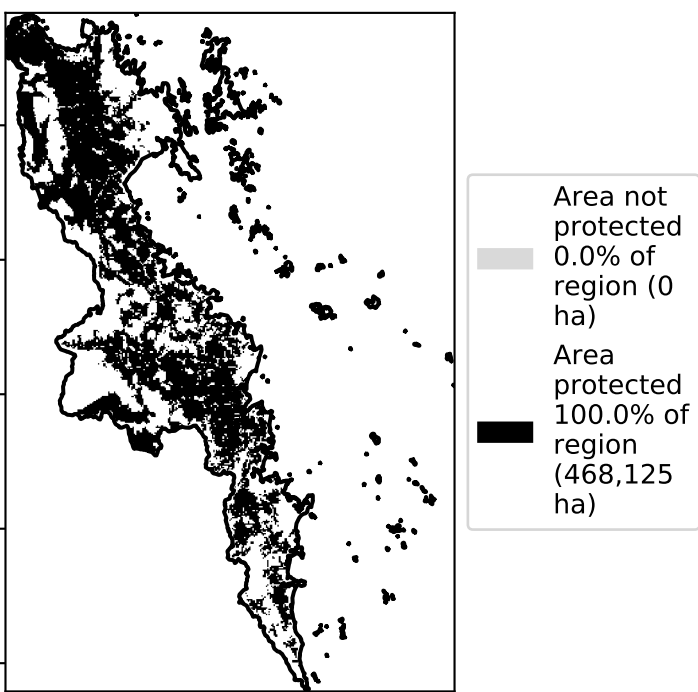 Area not
protected
0.0% of
region (0
ha)
Area
protected
100.0% of
region
(468,125
ha)